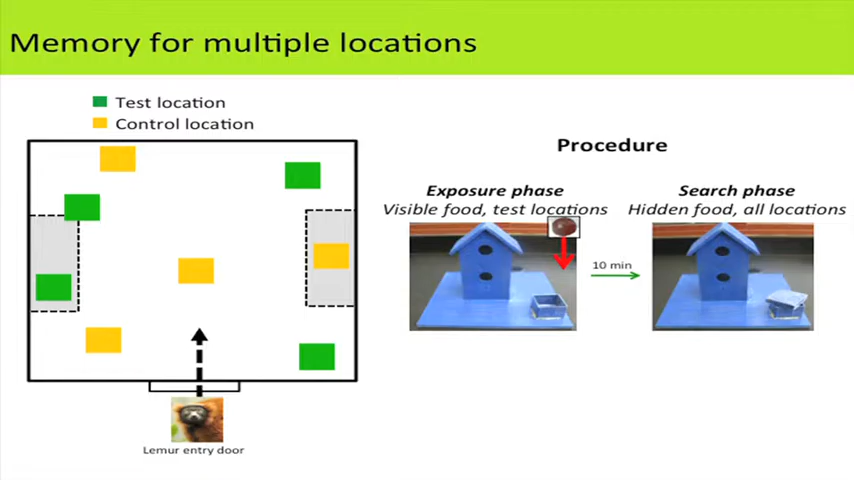 Memory for multiple locations
Test location
Control location
Procedure
Exposure phase
Visible food, test locations
Search phase
Hidden food, all locations
10 min
Lemur entry door